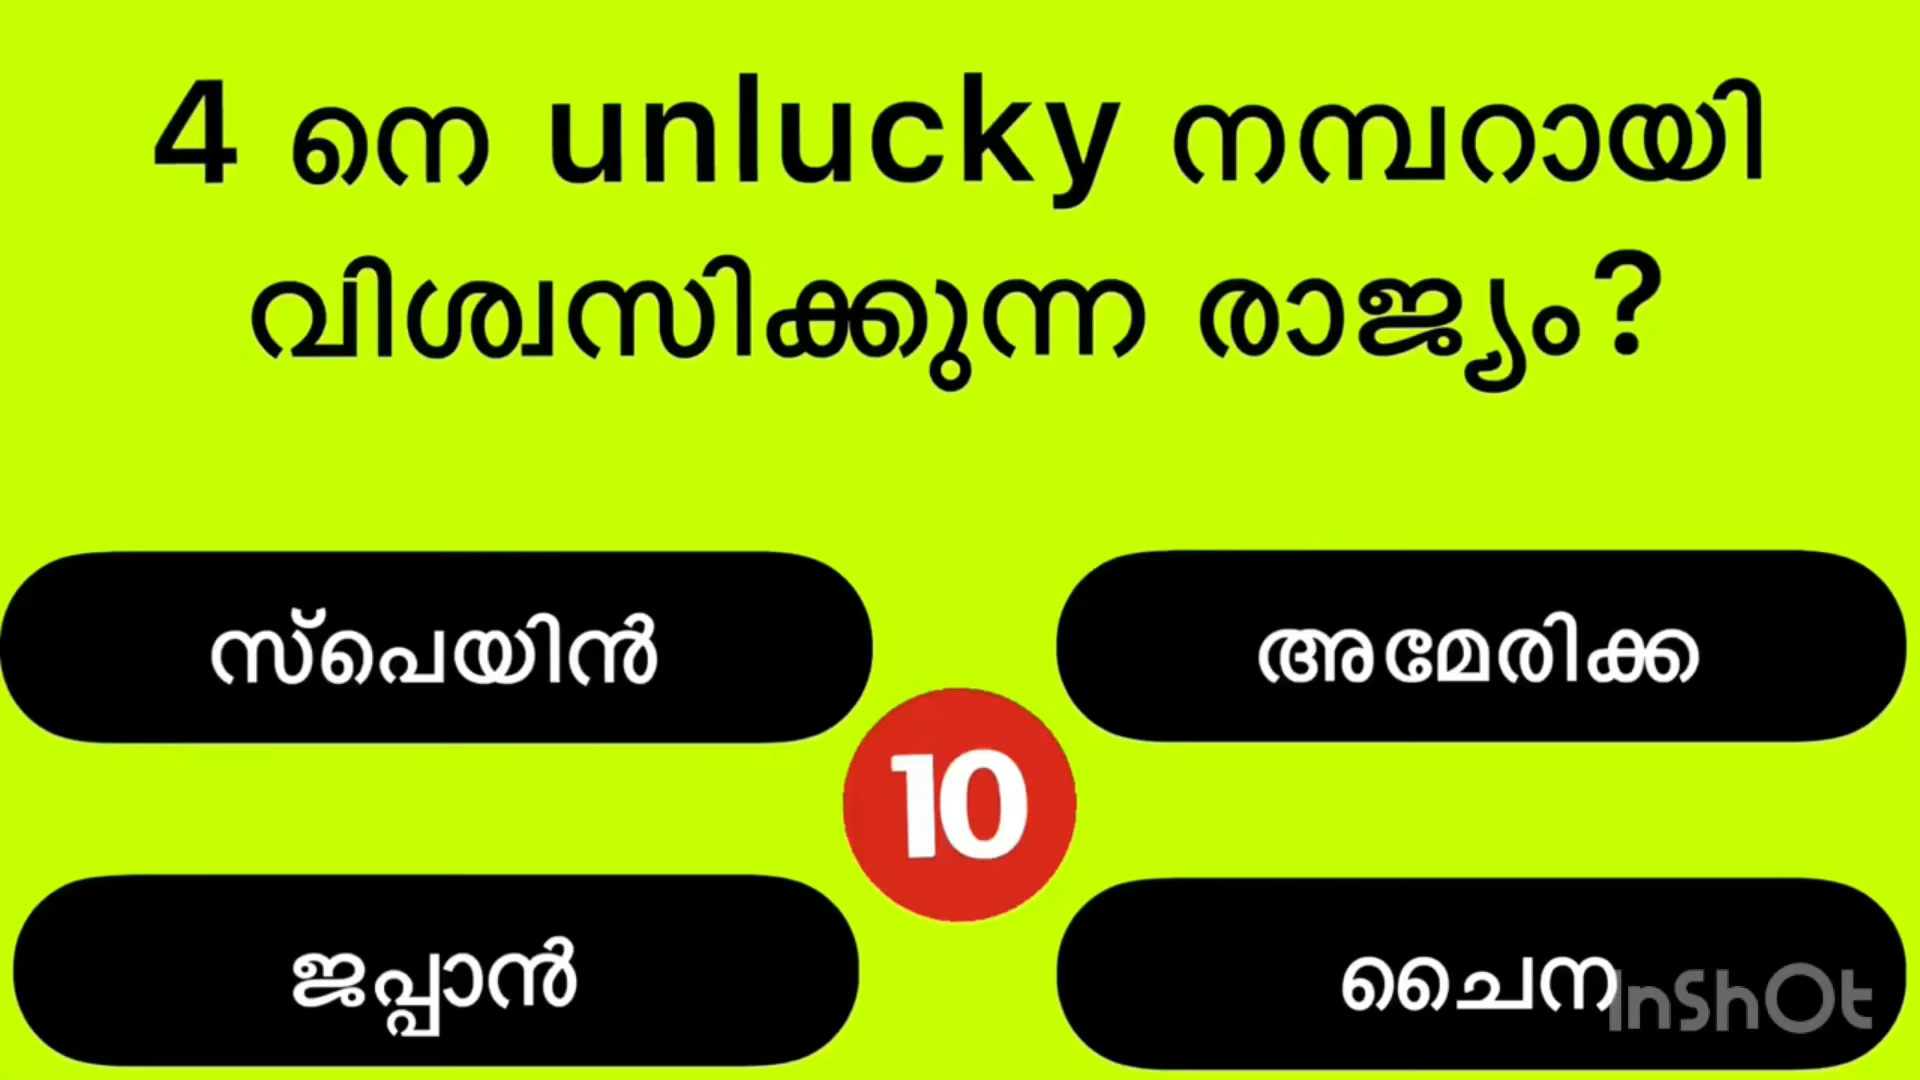 4 നെ unlucky നമ്പറായി
വിശ്വസിക്കുന്ന രാജ്യം?
സ്പെയിൻ
അമേരിക്ക
10
ജപ്പാൻ
ചൈന
InShOt